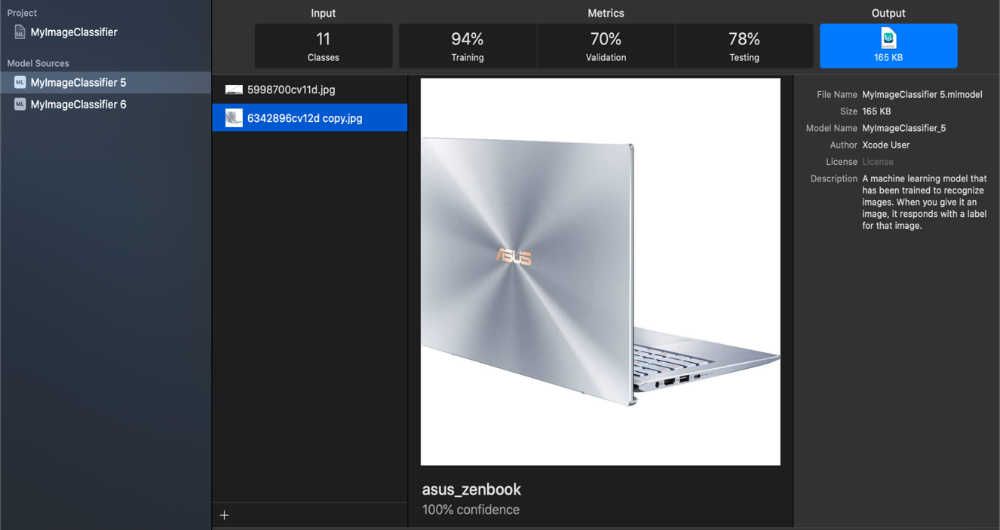 Project
MyImageClassifier
Model Sources
MyImageClassifier 5
MyImageClassifier 6
Input
11
Classes
Metrics
94%
Training
70%
Validation
78%
Testing
Output
165 KB
5998700cv11d.jpg
6342896cv12d copy.jpg
+
ASUS
asus_zenbook
100% confidence
File Name MyImageClassifier 5.mlmodel
Size 165 KB
Model Name MyImageClassifier_5
Author Xcode User
License License
Description A machine learning model that
has been trained to recognize
images. When you give it an
image, it responds with a label
for that image.